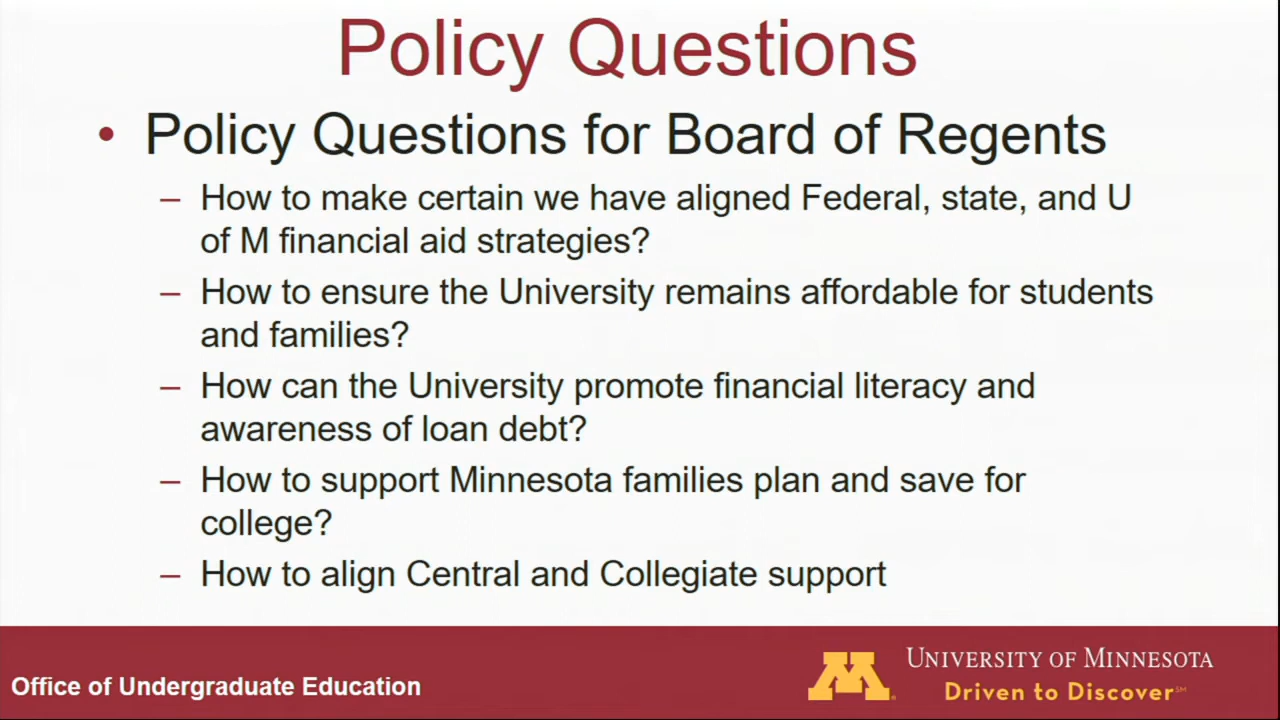 Policy Questions
• Policy Questions for Board of Regents
– How to make certain we have aligned Federal, state, and U
of M financial aid strategies?
– How to ensure the University remains affordable for students
and families?
– How can the University promote financial literacy and
awareness of loan debt?
– How to support Minnesota families plan and save for
college?
– How to align Central and Collegiate support
Office of Undergraduate Education
M
UNIVERSITY OF MINNESOTA
Driven to Discover℠